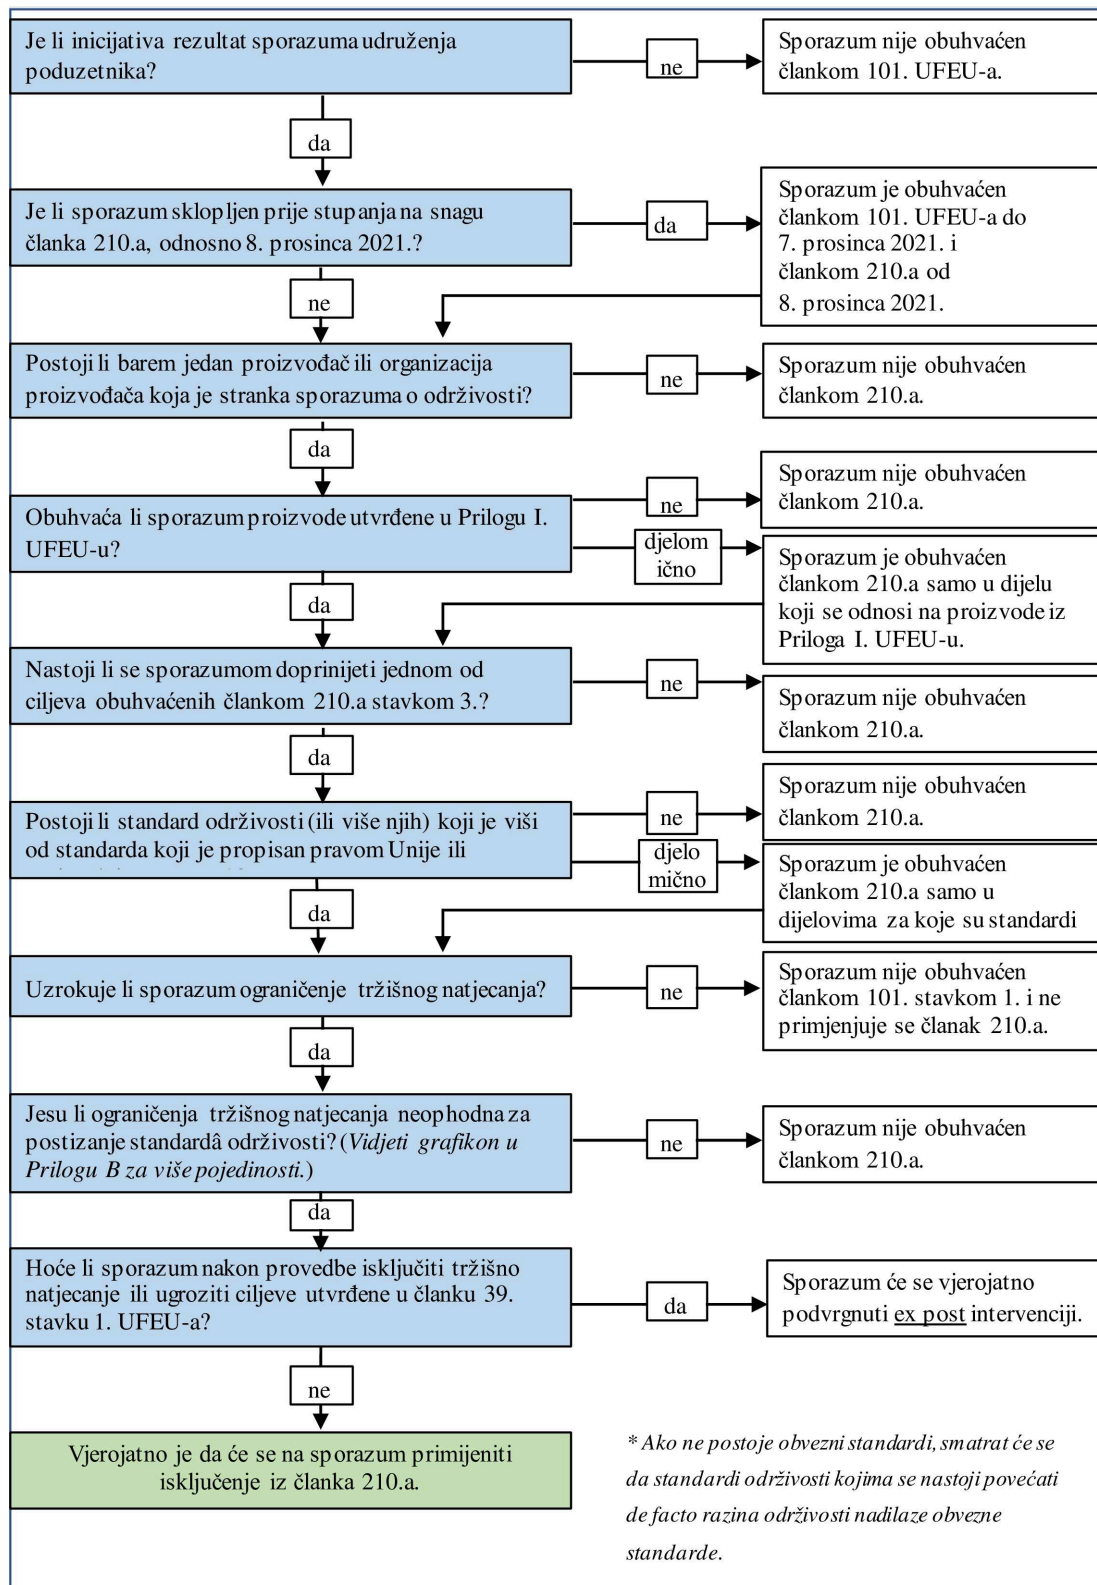 Je li inicijativa rezultat sporazuma udruženja
poduzetnika?
ne
Sporazum nije obuhvaćen
člankom 101. UFEU-a.
da
Je li sporazum sklopljen prije stupanja na snagu
članka 210.a, odnosno 8. prosinca 2021.?
da
Sporazum je obuhvaćen
člankom 101. UFEU-a do
7. prosinca 2021. i
člankom 210.a od
8. prosinca 2021.
ne
Postoji li barem jedan proizvođač ili organizacija
proizvođača koja je stranka sporazuma o održivosti?
ne
Sporazum nije obuhvaćen
člankom 210.a.
da
Obuhvaća li sporazum proizvode utvrđene u Prilogu I.
UFEU-u?
ne
Sporazum nije obuhvaćen
člankom 210.a.
djelom
ično
Sporazum je obuhvaćen
člankom 210.a samo u dijelu
koji se odnosi na proizvode iz
Priloga I. UFEU-u.
da
Nastoji li se sporazumom doprinijeti jednom od
ciljeva obuhvaćenih člankom 210.a stavkom 3.?
ne
Sporazum nije obuhvaćen
člankom 210.a.
da
Postoji li standard održivosti (ili više njih) koji je viši
od standarda koji je propisan pravom Unije ili
ne
Sporazum nije obuhvaćen
člankom 210.a.
djelo
mično
Sporazum je obuhvaćen
člankom 210.a samo u
dijelovima za koje su standardi
da
Uzrokuje li sporazum ograničenje tržišnog natjecanja?
ne
Sporazum nije obuhvaćen
člankom 101. stavkom 1. i ne
primjenjuje se članak 210.a.
da
Jesu li ograničenja tržišnog natjecanja neophodna za
postizanje standardâ održivosti? (Vidjeti grafikon u
Prilogu B za više pojedinosti.)
ne
Sporazum nije obuhvaćen
člankom 210.a.
da
Hoće li sporazum nakon provedbe isključiti tržišno
natjecanje ili ugroziti ciljeve utvrđene u članku 39.
stavku 1. UFEU-a?
da
Sporazum će se vjerojatno
podvrgnuti ex post intervenciji.
ne
Vjerojatno je da će se na sporazum primijeniti
isključenje iz članka 210.a.
* Ako ne postoje obvezni standardi, smatrat će se
da standardi održivosti kojima se nastoji povećati
de facto razina održivosti nadilaze obvezne
standarde.